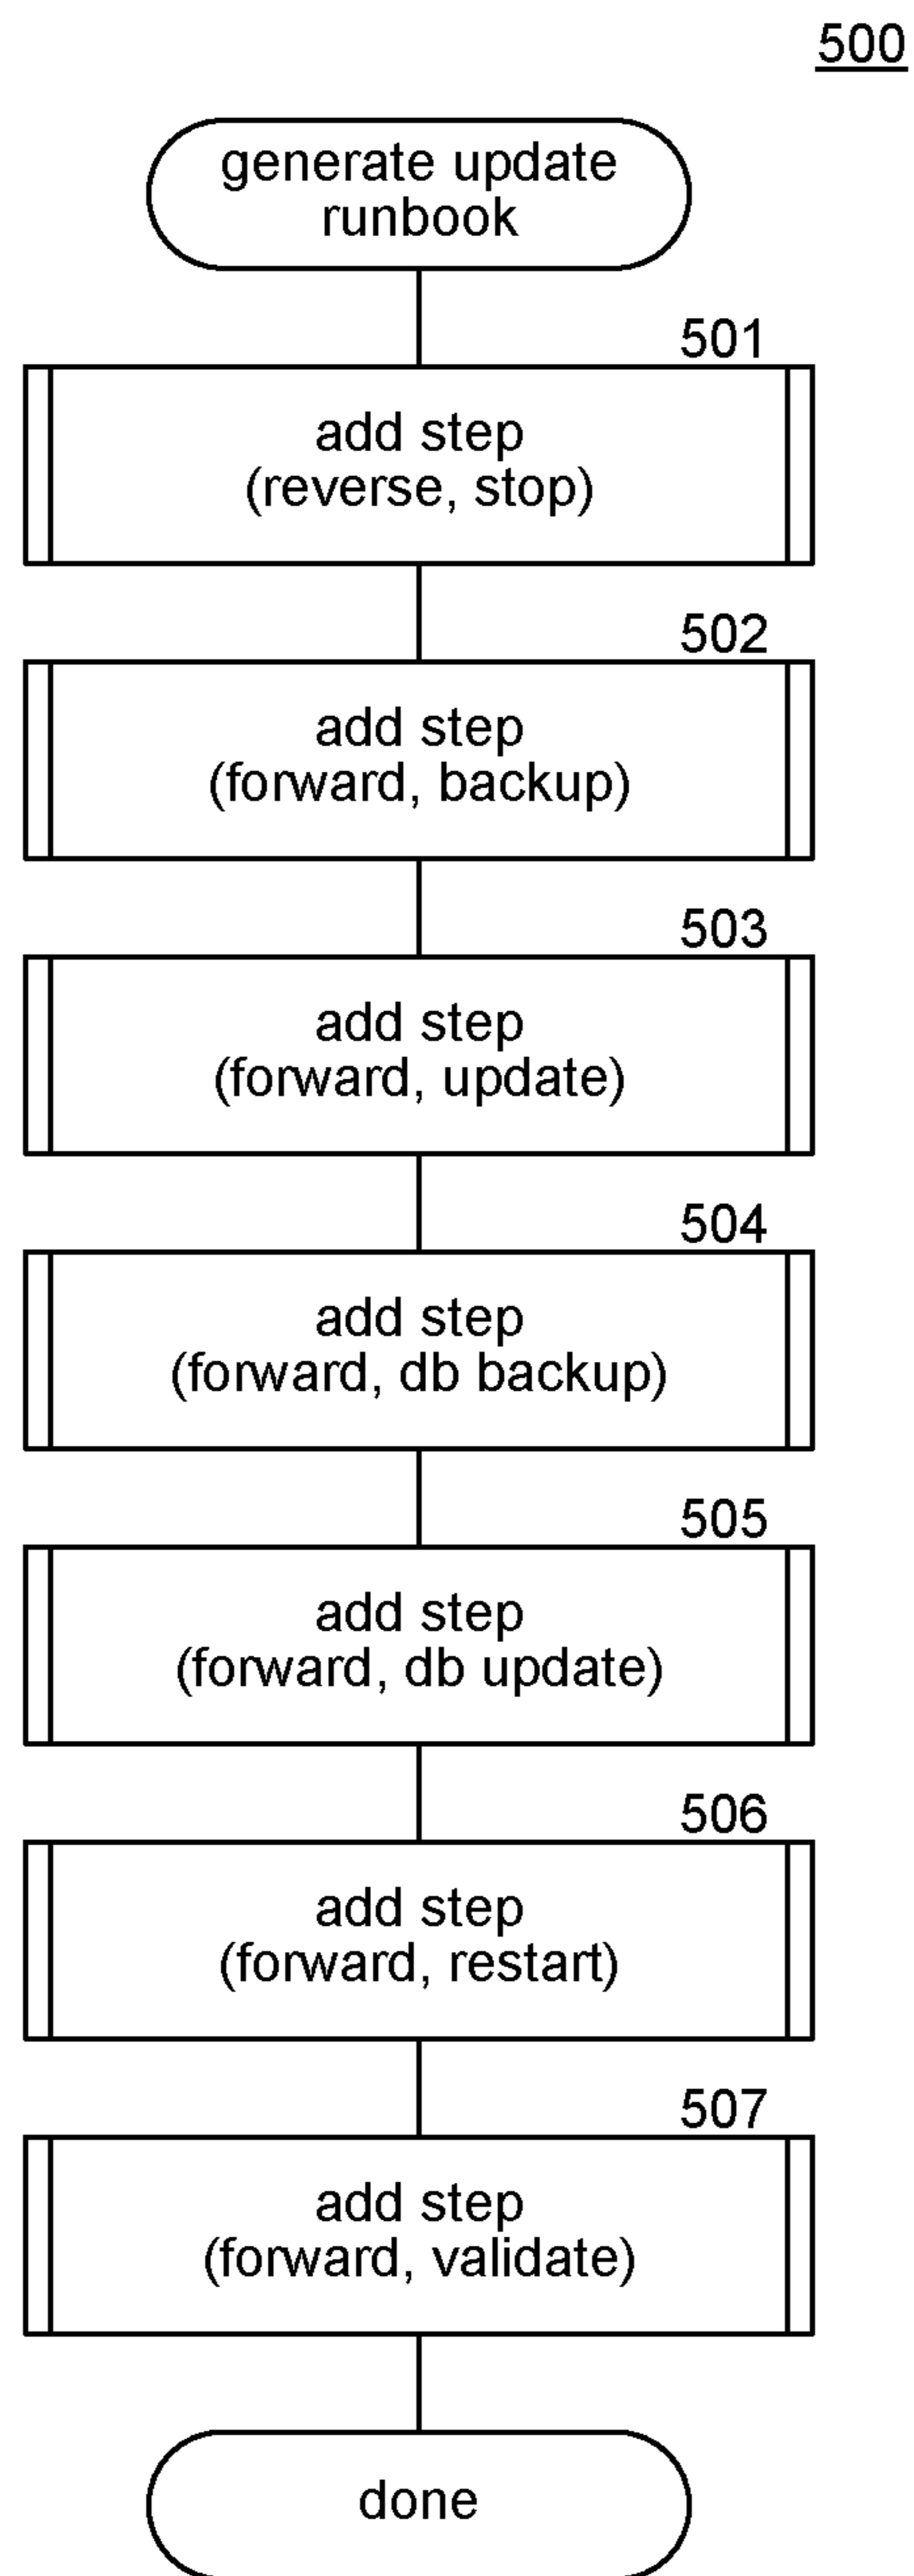 500
generate update
runbook
501
add step
(reverse, stop)
502
add step
(forward, backup)
503
add step
(forward, update)
504
add step
(forward, db backup)
505
add step
(forward, db update)
506
add step
(forward, restart)
507
add step
(forward, validate)
done